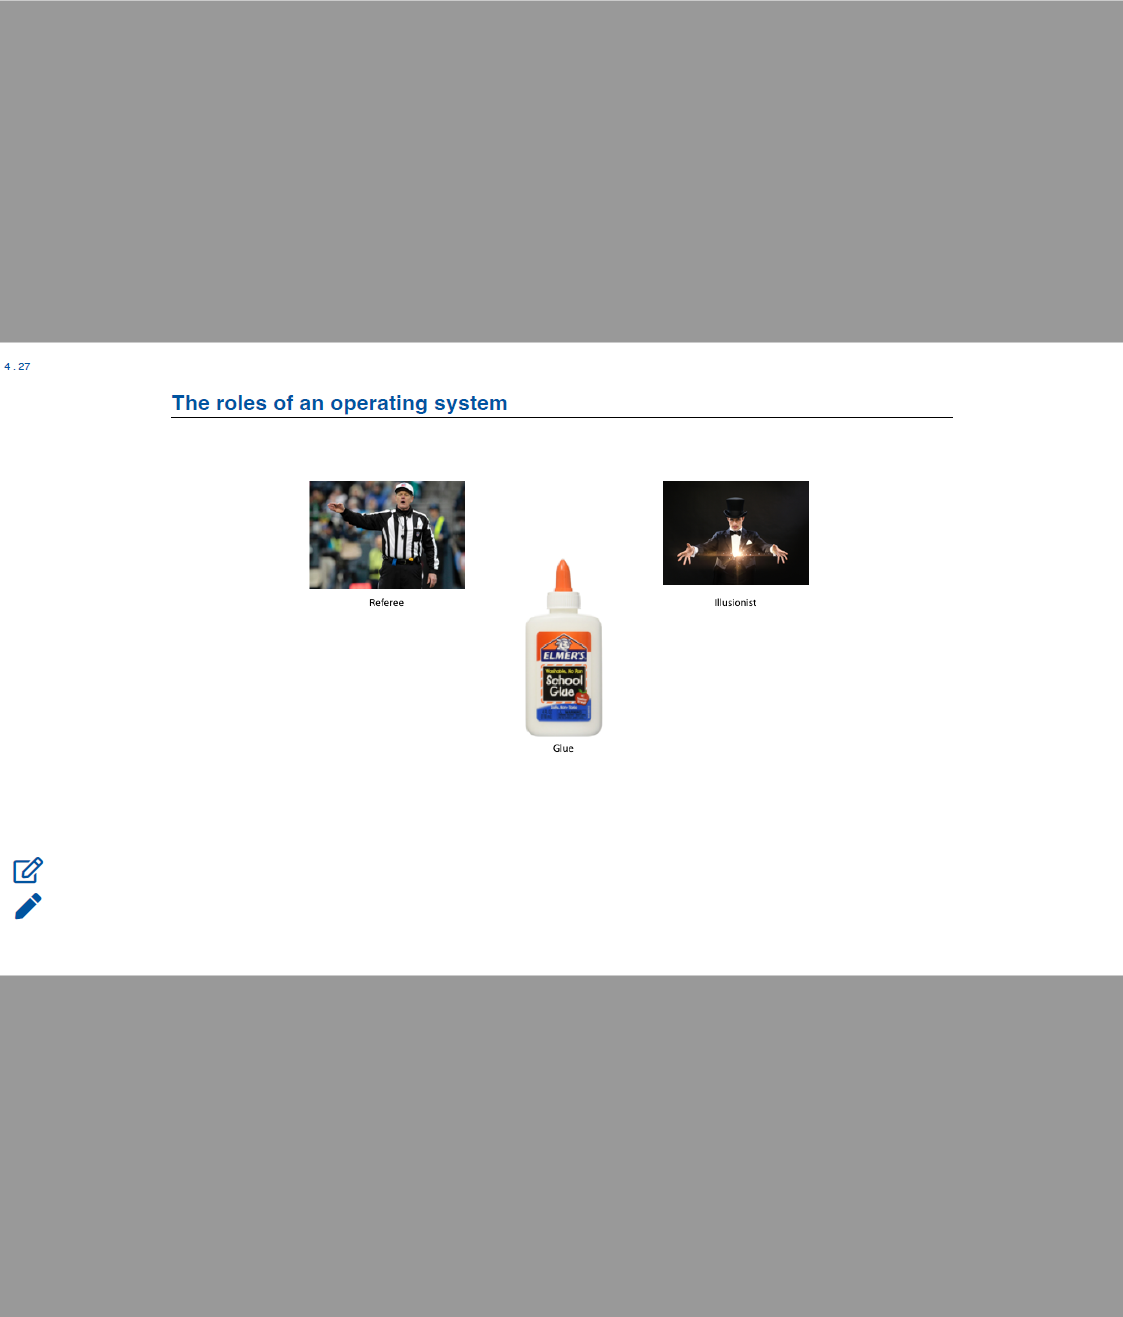 4 . 27
The roles of an operating system
Referee
Illusionist
ELMER'S
Washable, No Run
School
Glue
Glue